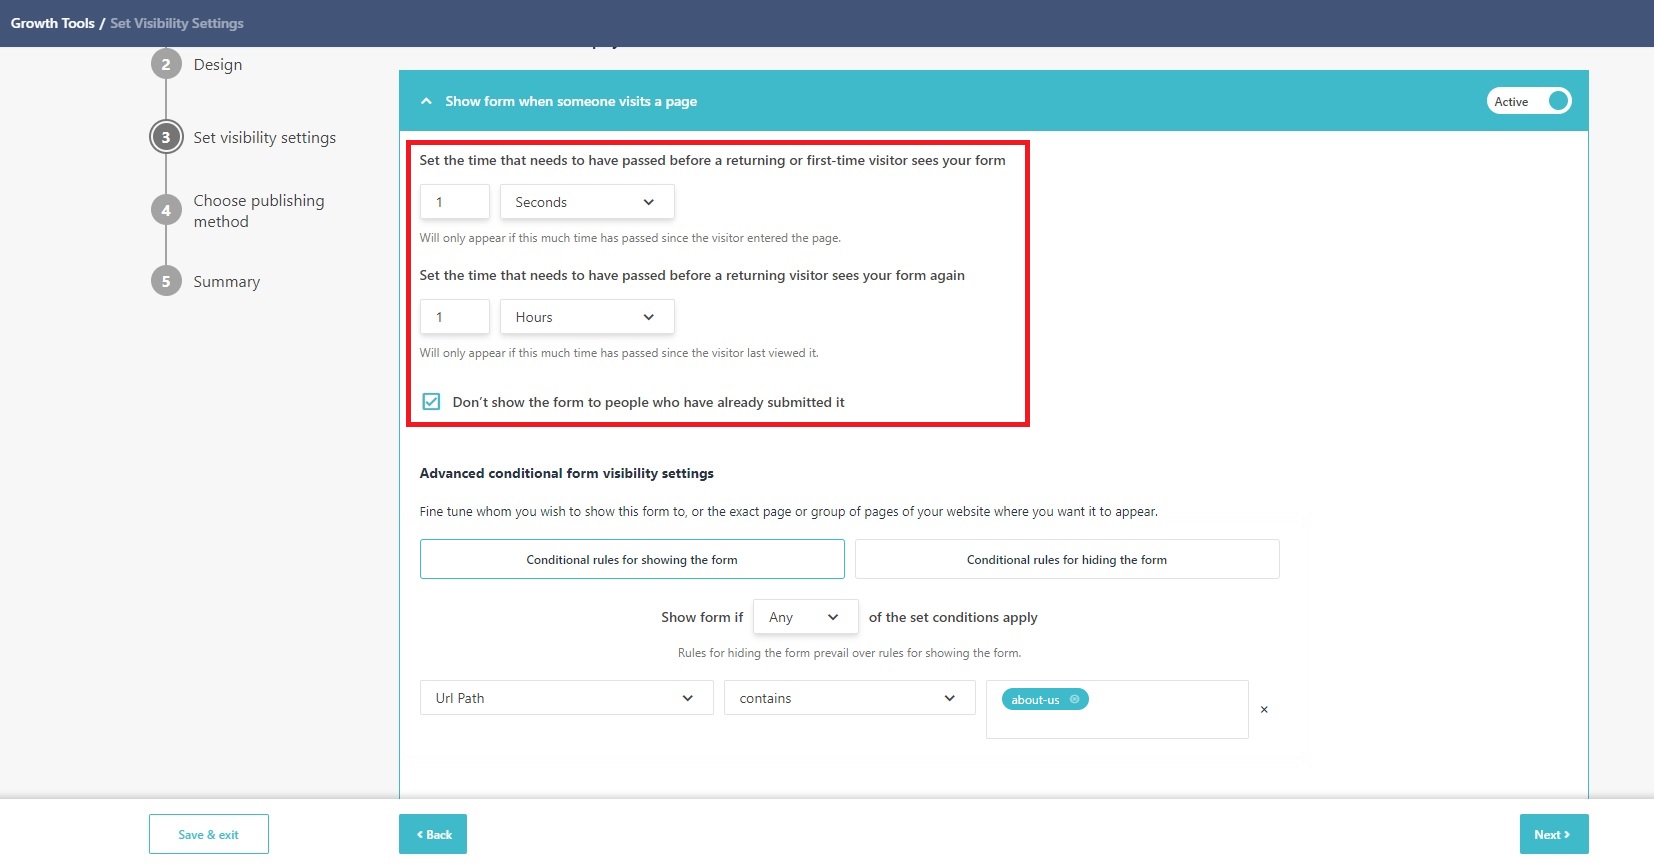 Growth Tools / Set Visibility Settings
2 Design
3 Set visibility settings
4 Choose publishing
method
5 Summary
Show form when someone visits a page
Active
Set the time that needs to have passed before a returning or first-time visitor sees your form
1 Seconds
Will only appear if this much time has passed since the visitor entered the page.
Set the time that needs to have passed before a returning visitor sees your form again
1 Hours
Will only appear if this much time has passed since the visitor last viewed it.
Don't show the form to people who have already submitted it
Advanced conditional form visibility settings
Fine tune whom you wish to show this form to, or the exact page or group of pages of your website where you want it to appear.
Conditional rules for showing the form Conditional rules for hiding the form
Show form if Any of the set conditions apply
Rules for hiding the form prevail over rules for showing the form.
Url Path contains about-us
Save & exit Back Next